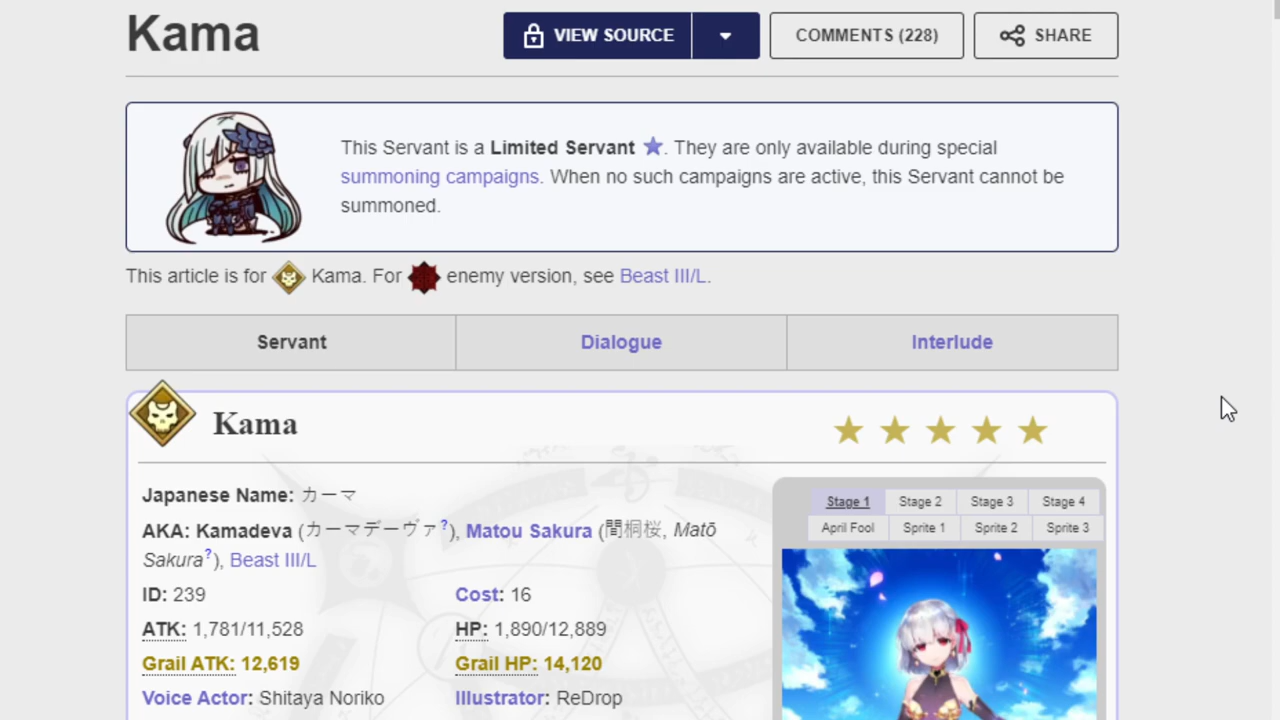 Kama
VIEW SOURCE
COMMENTS (228)
SHARE
This Servant is a Limited Servant ★. They are only available during special
summoning campaigns. When no such campaigns are active, this Servant cannot be
summoned.
This article is for Kama. For enemy version, see Beast III/L.
Servant
Dialogue
Interlude
Kama
Japanese Name: カーマ
AKA: Kamadeva (カーマデーヴァ?), Matou Sakura (間桐桜, Matō
Sakura?), Beast III/L
ID: 239
Cost: 16
ATK: 1,781/11,528
HP: 1,890/12,889
Grail ATK: 12,619
Grail HP: 14,120
Voice Actor: Shitaya Noriko
Illustrator: ReDrop
Stage 1 Stage 2 Stage 3 Stage 4
April Fool Sprite 1 Sprite 2 Sprite 3